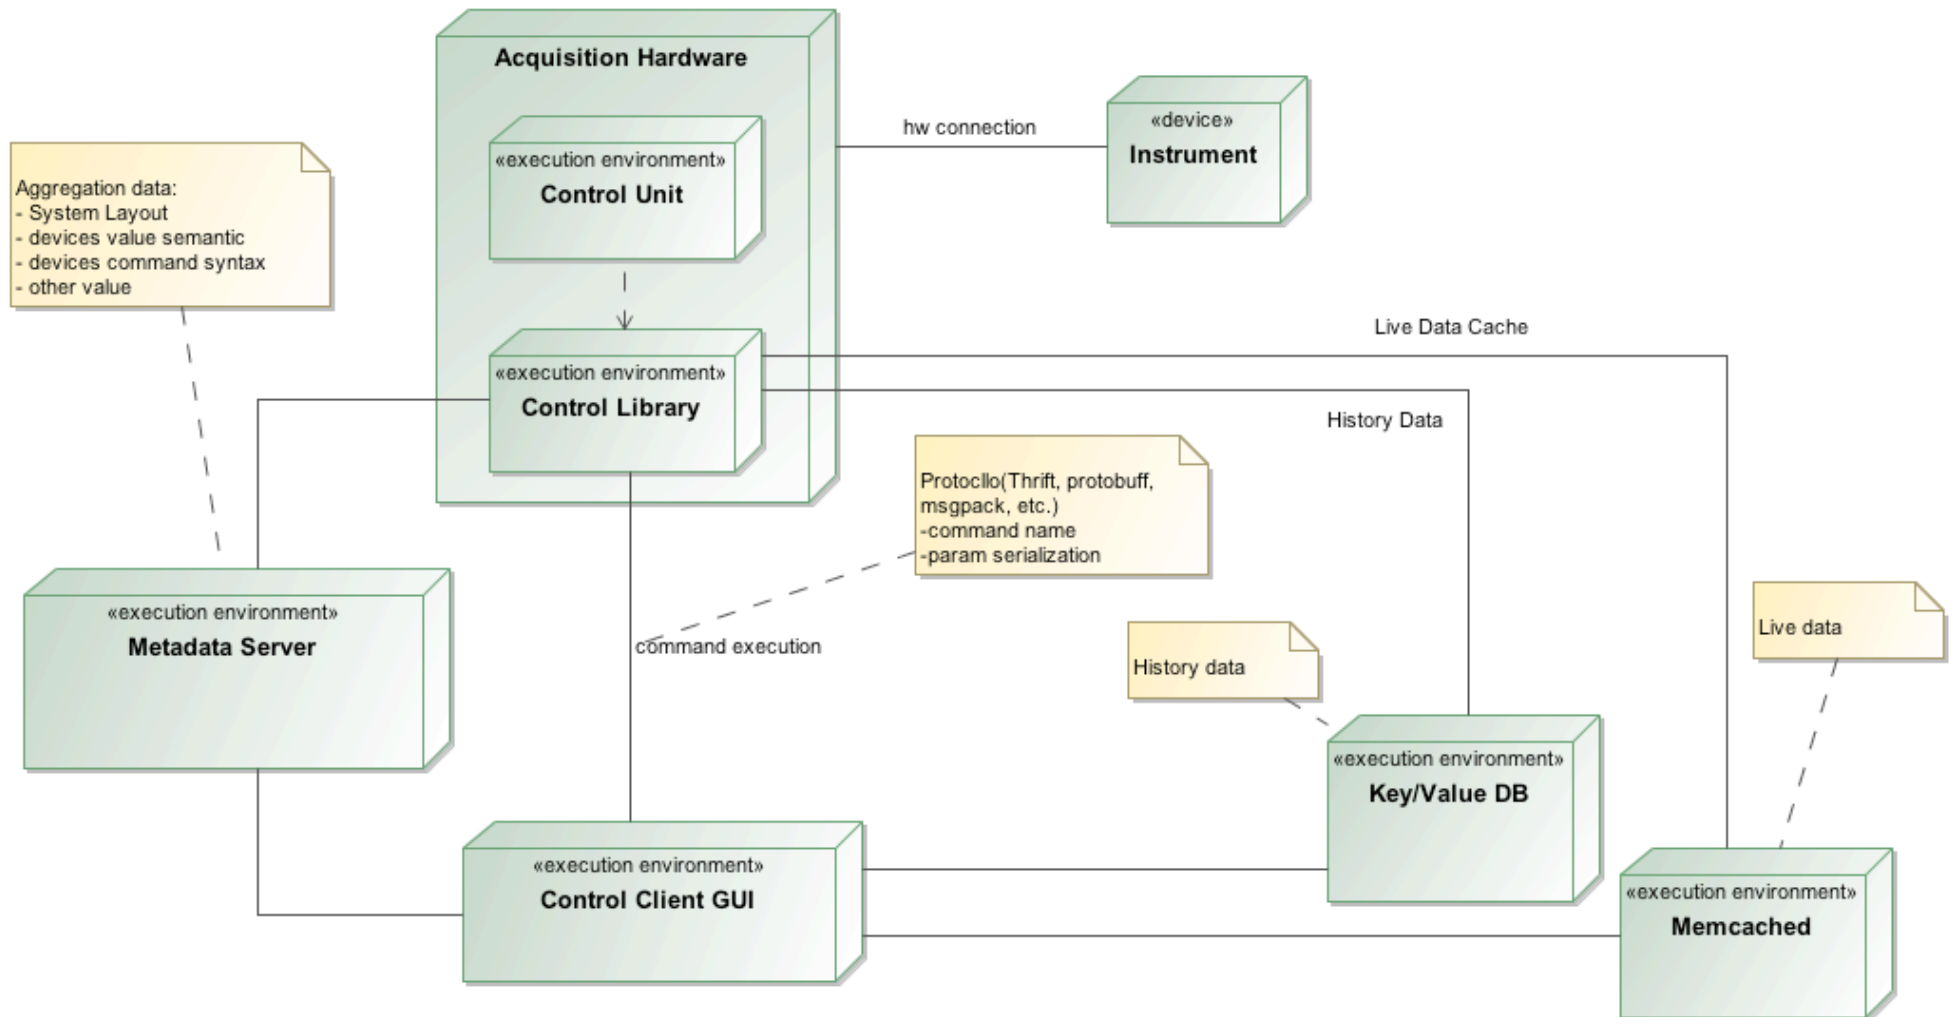 Acquisition Hardware
«execution environment»
Control Unit
hw connection
«device»
Instrument
Aggregation data:
- System Layout
- devices value semantic
- devices command syntax
- other value
«execution environment»
Control Library
Live Data Cache
History Data
Protocllo(Thrift, protobuff,
msgpack, etc.)
-command name
-param serialization
«execution environment»
Metadata Server
command execution
History data
Live data
«execution environment»
Key/Value DB
«execution environment»
Control Client GUI
«execution environment»
Memcached